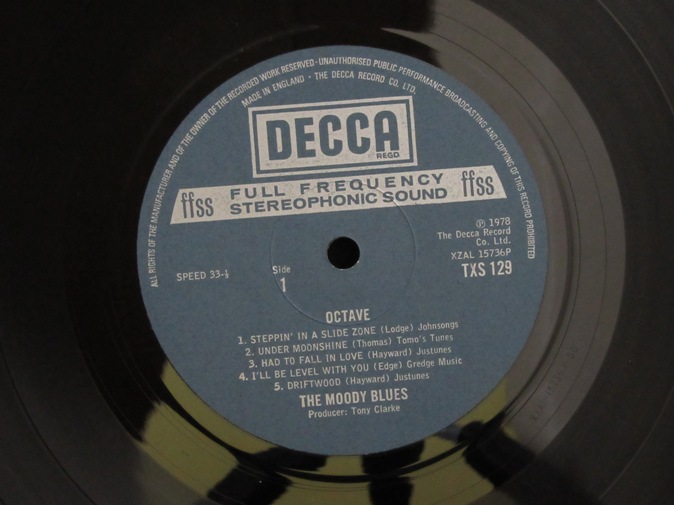 ALL RIGHTS OF THE MANUFACTURER AND OF THE OWNER OF THE RECORDED WORK RESERVED·UNAUTHORISED PUBLIC PERFORMANCE BROADCASTING AND COPYING OF THIS RECORD PROHIBITED
MADE IN ENGLAND · THE DECCA RECORD CO. LTD.
DECCA
REGD.
ffss FULL FREQUENCY STEREOPHONIC SOUND ffss
℗ 1978
The Decca Record
Co. Ltd.
XZAL 15736P
TXS 129
SPEED 33-⅓
Side
1
OCTAVE
1. STEPPIN' IN A SLIDE ZONE (Lodge) Johnsongs
2. UNDER MOONSHINE (Thomas) Tomo's Tunes
3. HAD TO FALL IN LOVE (Hayward) Justunes
4. I'LL BE LEVEL WITH YOU (Edge) Gredge Music
5. DRIFTWOOD (Hayward) Justunes
THE MOODY BLUES
Producer: Tony Clarke